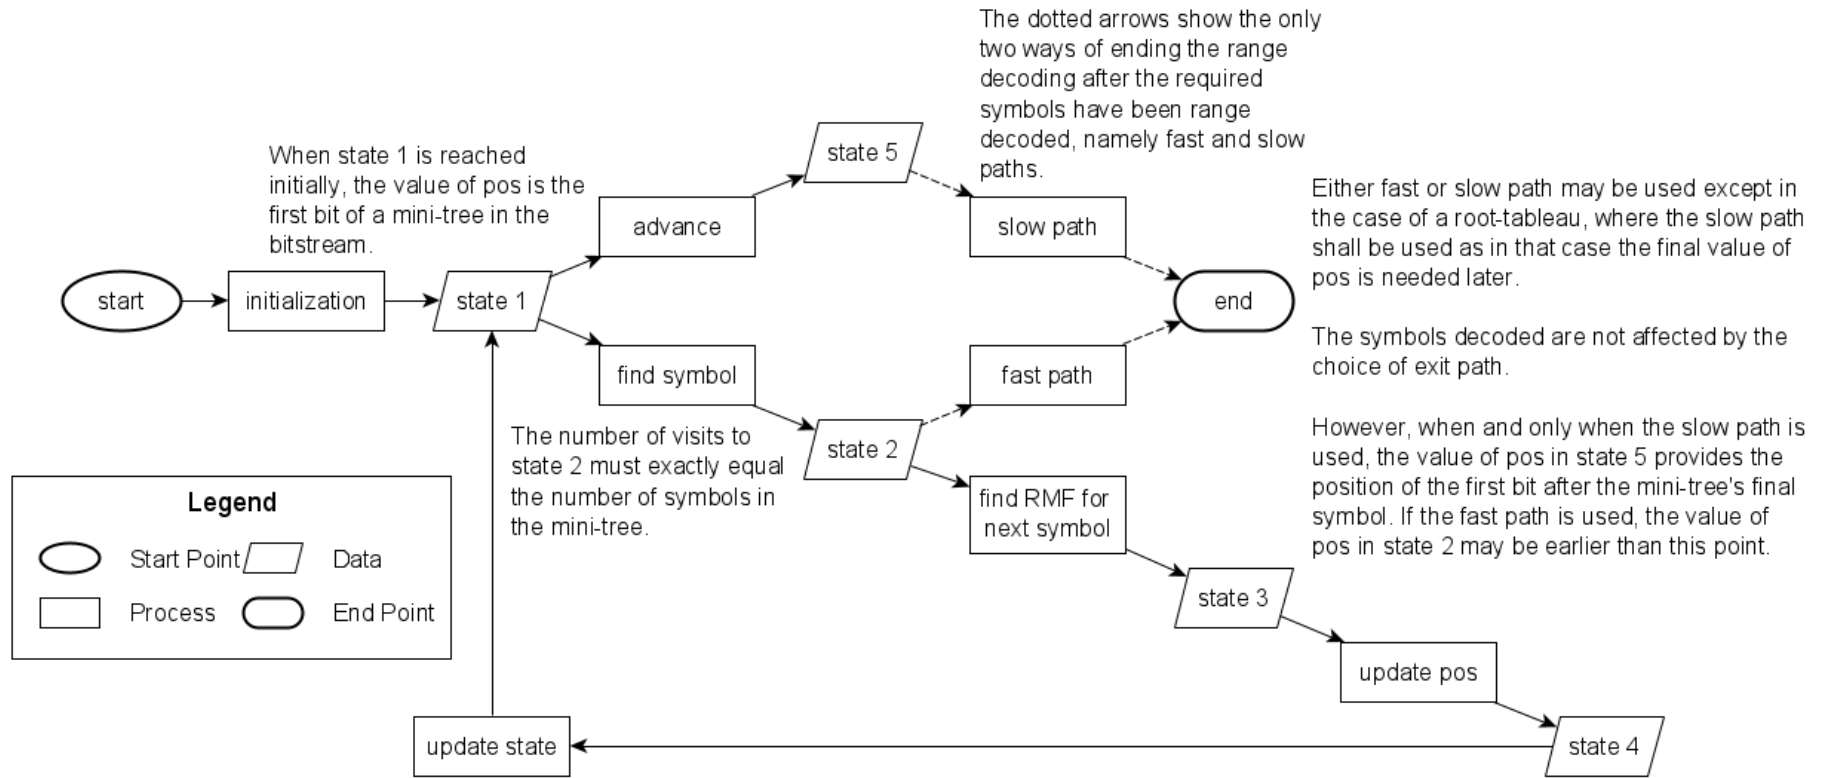 The dotted arrows show the only
two ways of ending the range
decoding after the required
symbols have been range
decoded, namely fast and slow
paths.
When state 1 is reached
initially, the value of pos is the
first bit of a mini-tree in the
bitstream.
state 5
advance
slow path
Either fast or slow path may be used except in
the case of a root-tableau, where the slow path
shall be used as in that case the final value of
pos is needed later.
start
initialization
state 1
end
The symbols decoded are not affected by the
choice of exit path.
find symbol
fast path
The number of visits to
state 2 must exactly equal
the number of symbols in
the mini-tree.
state 2
However, when and only when the slow path is
used, the value of pos in state 5 provides the
position of the first bit after the mini-tree's final
symbol. If the fast path is used, the value of
pos in state 2 may be earlier than this point.
find RMF for
next symbol
Legend
Start Point
Data
Process
End Point
state 3
update pos
update state
state 4